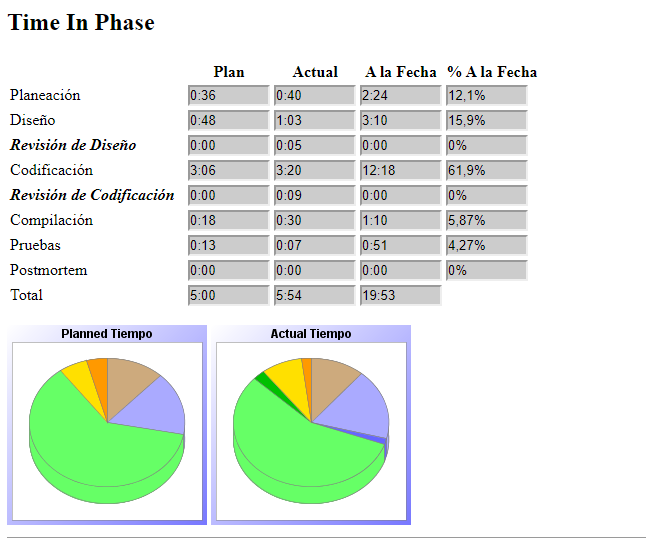 Time In Phase
Plan Actual A la Fecha % A la Fecha
Planeación 0:36 0:40 2:24 12,1%
Diseño 0:48 1:03 3:10 15,9%
Revisión de Diseño 0:00 0:05 0:00 0%
Codificación 3:06 3:20 12:18 61,9%
Revisión de Codificación 0:00 0:09 0:00 0%
Compilación 0:18 0:30 1:10 5,87%
Pruebas 0:13 0:07 0:51 4,27%
Postmortem 0:00 0:00 0:00 0%
Total 5:00 5:54 19:53
Planned Tiempo Actual Tiempo